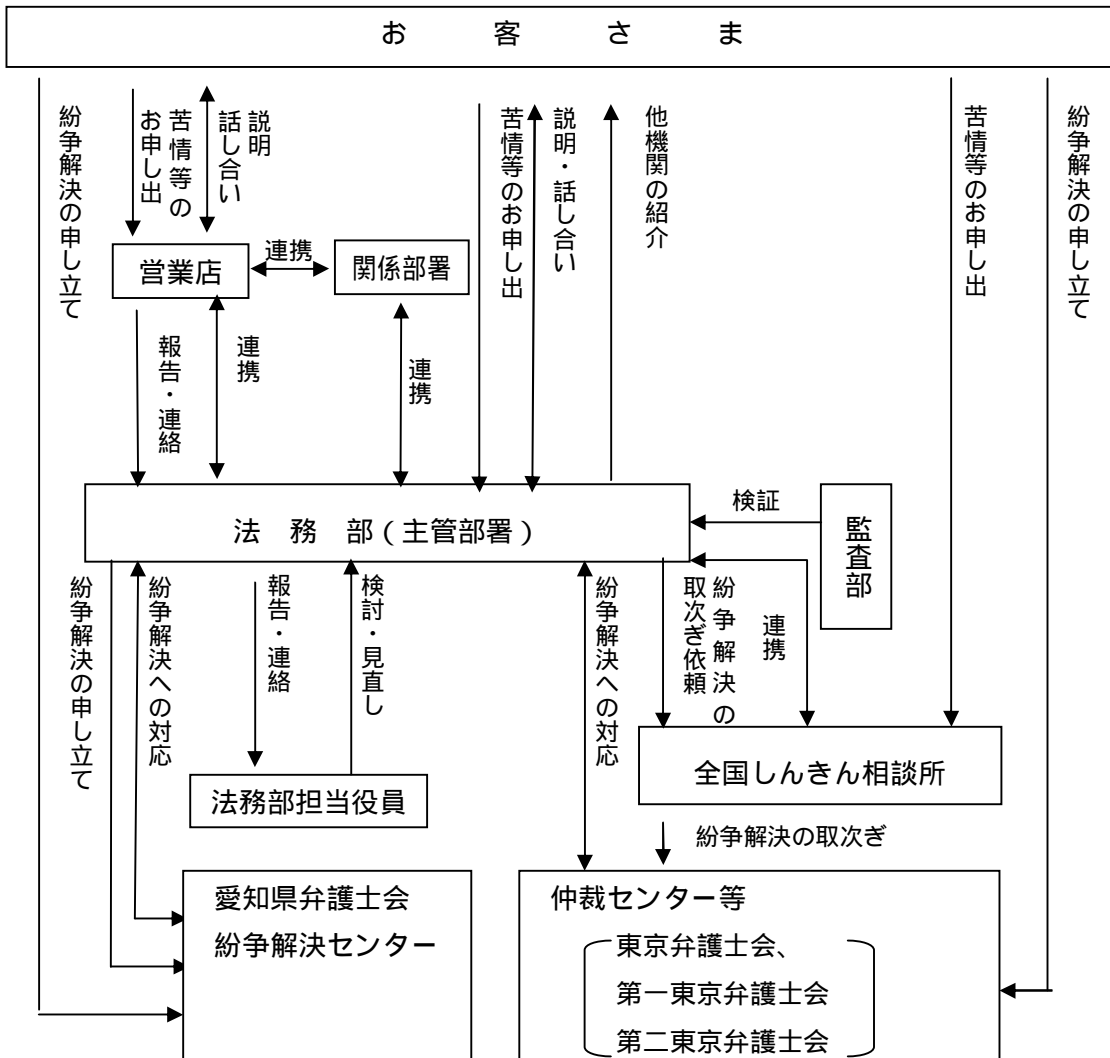 お客さま
紛争解決の申し立て
苦情等の
お申し出
説明
話し合い
苦情等のお申し出
説明・話し合い
他機関の紹介
苦情等のお申し出
紛争解決の申し立て
営業店
連携
関係部署
報告・連絡
連携
連携
法務部(主管部署)
検証
監査部
紛争解決の申し立て
紛争解決への対応
報告・連絡
検討・見直し
紛争解決への対応
紛争解決の
取次ぎ依頼
連携
法務部担当役員
全国しんきん相談所
紛争解決の取次ぎ
愛知県弁護士会
紛争解決センター
仲裁センター等
東京弁護士会、
第一東京弁護士会
第二東京弁護士会